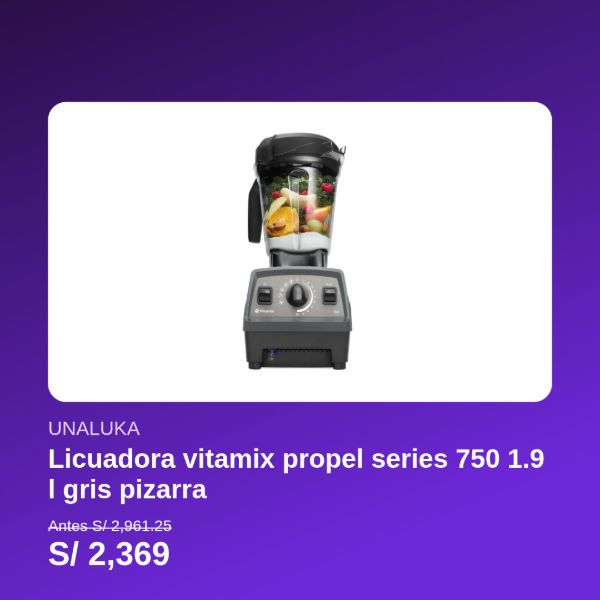 UNALUKA
Licuadora vitamix propel series 750 1.9
l gris pizarra
Antes S/ 2,961.25
S/ 2,369